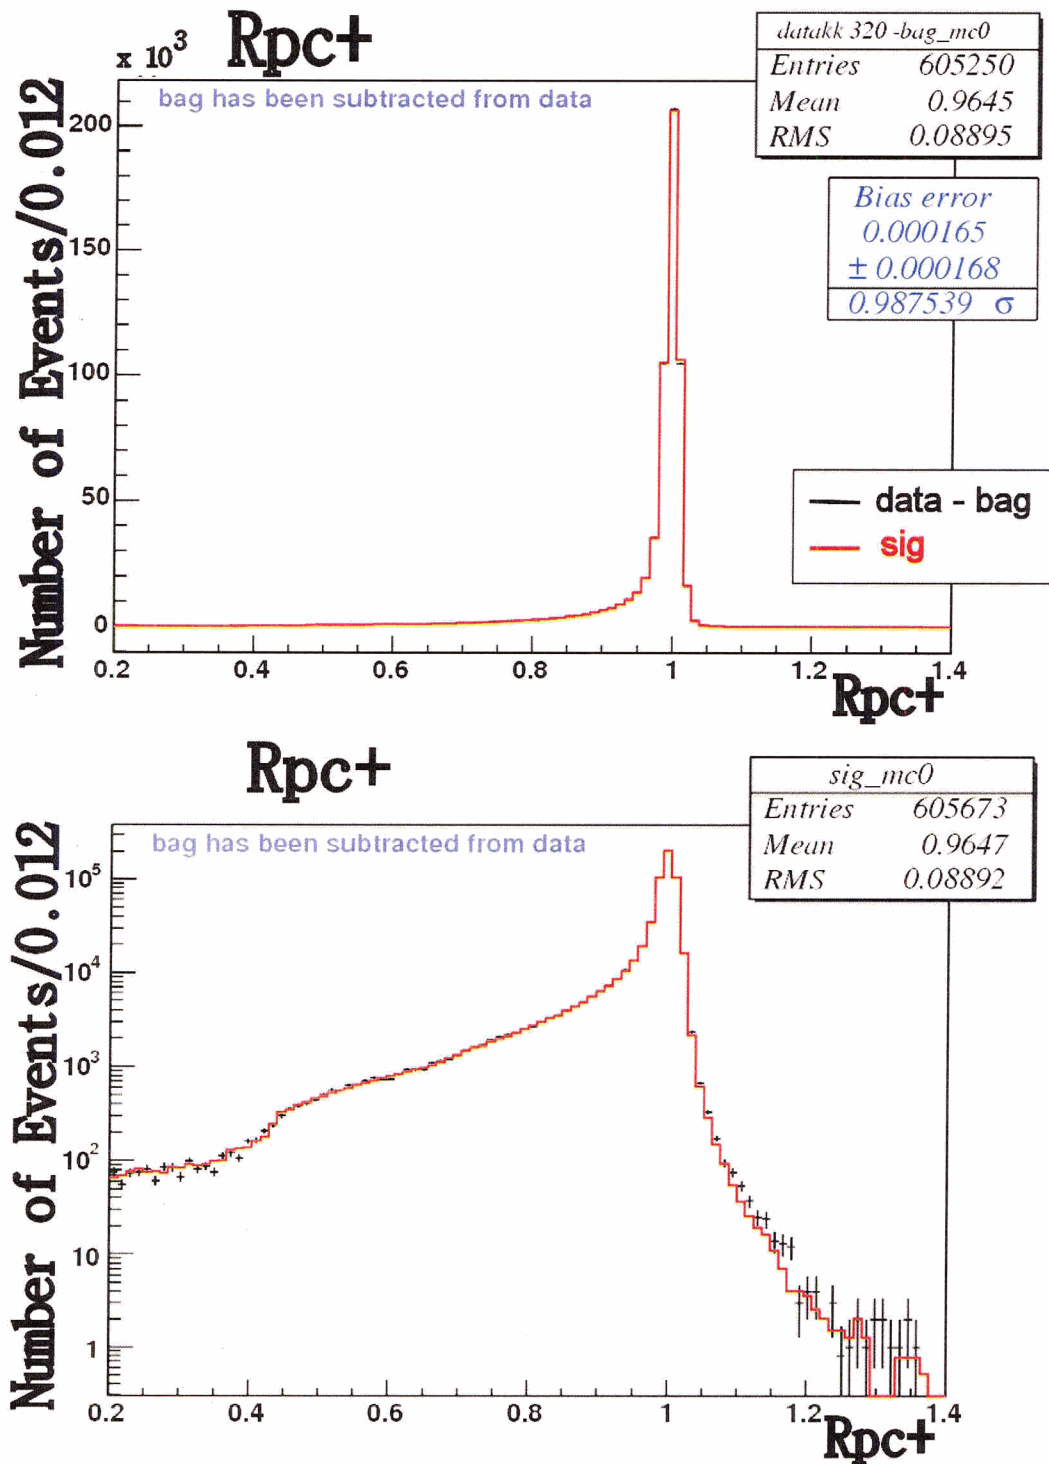 Rpc+
x 10³
bag has been subtracted from data
datakk 320 -bag_mc0
Entries 605250
Mean 0.9645
RMS 0.08895
Bias error
0.000165
± 0.000168
0.987539 σ
data - bag
sig
Number of Events/0.012
200
150
100
50
0
0.2 0.4 0.6 0.8 1 1.2 1.4
Rpc+
Rpc+
bag has been subtracted from data
sig_mc0
Entries 605673
Mean 0.9647
RMS 0.08892
Number of Events/0.012
10⁵
10⁴
10³
10²
10
1
0.2 0.4 0.6 0.8 1 1.2 1.4
Rpc+